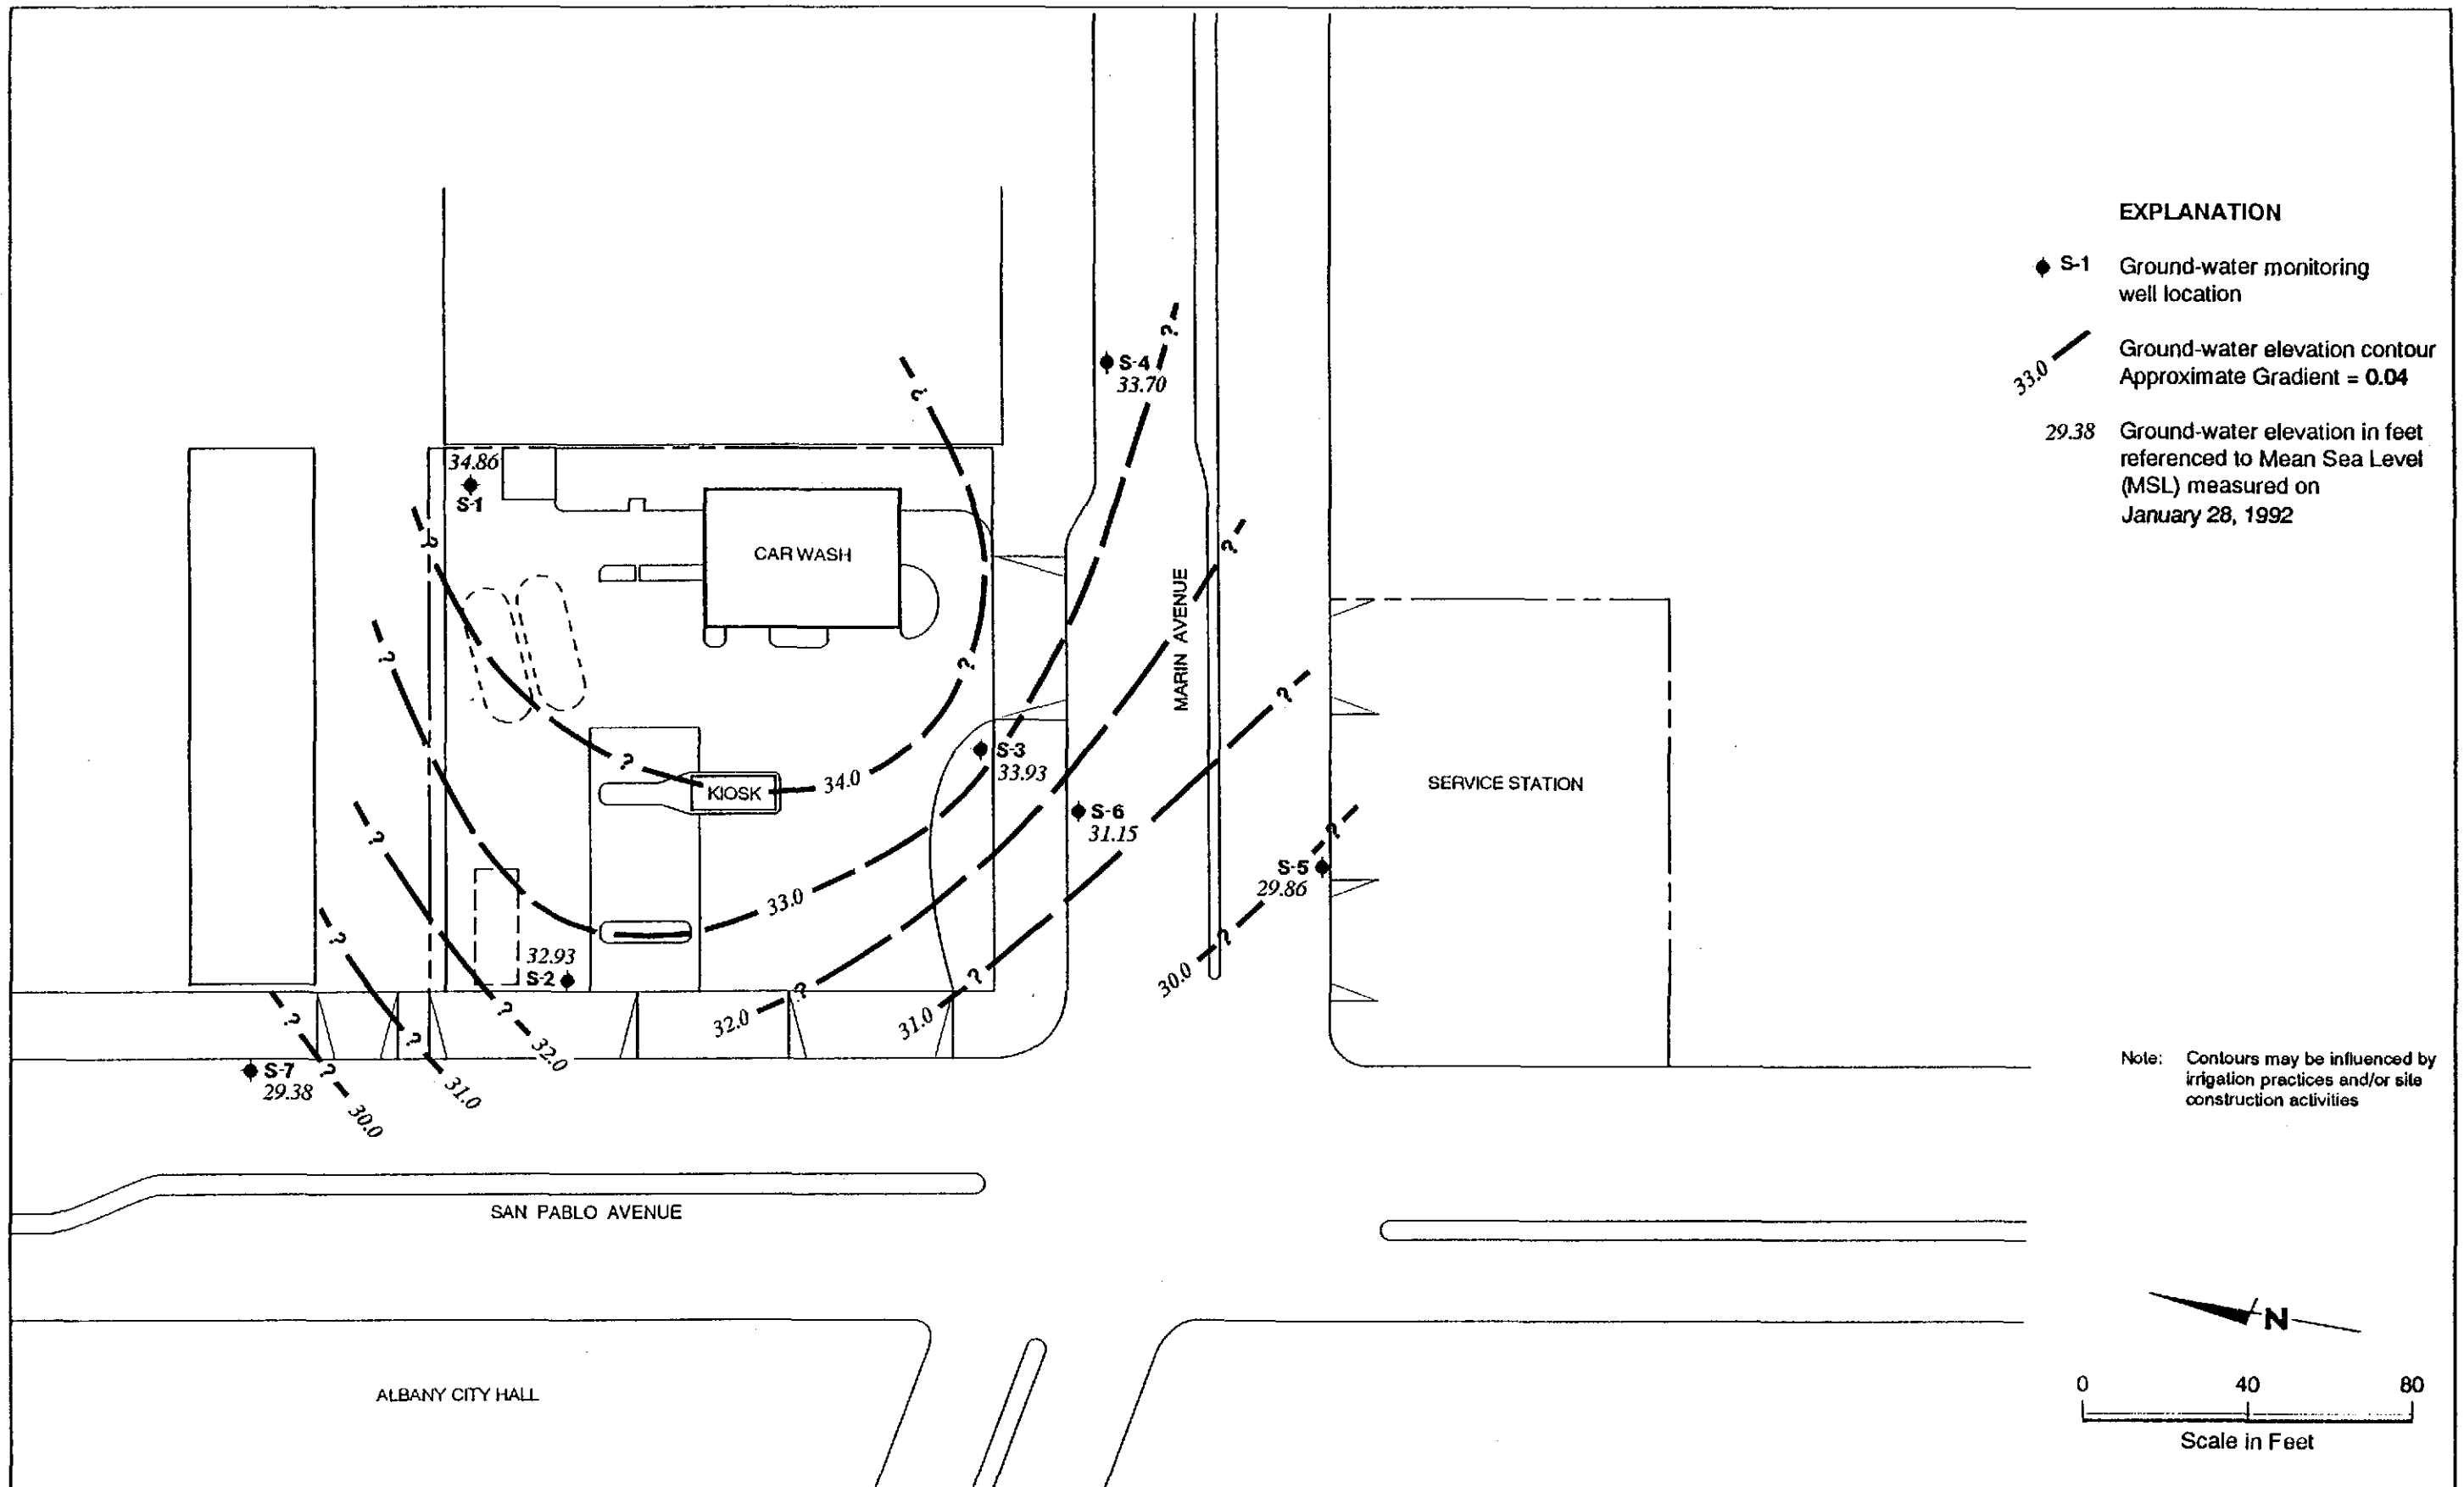 EXPLANATION
S-1 Ground-water monitoring
well location
33.0 Ground-water elevation contour
Approximate Gradient = 0.04
29.38 Ground-water elevation in feet
referenced to Mean Sea Level
(MSL) measured on
January 28, 1992
?
?
S-4
33.70
34.86
S-1
?
CAR WASH
?
MARIN AVENUE
?
?
?
?
KIOSK
34.0
S-3
33.93
SERVICE STATION
?
S-6
31.15
?
S-5
29.86
33.0
?
?
32.93
S-2
?
30.0
?
?
?
32.0
31.0
?
?
32.0
S-7
29.38
?
31.0
30.0
Note: Contours may be influenced by
irrigation practices and/or site
construction activities
SAN PABLO AVENUE
N
ALBANY CITY HALL
0 40 80
Scale in Feet